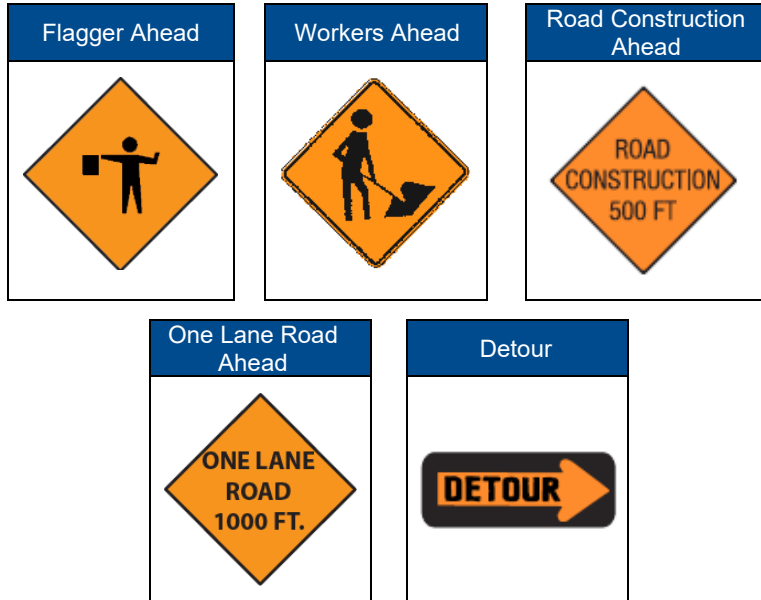 Flagger Ahead
Workers Ahead
Road Construction
Ahead
ROAD
CONSTRUCTION
500 FT
One Lane Road
Ahead
Detour
ONE LANE
ROAD
1000 FT.
DETOUR